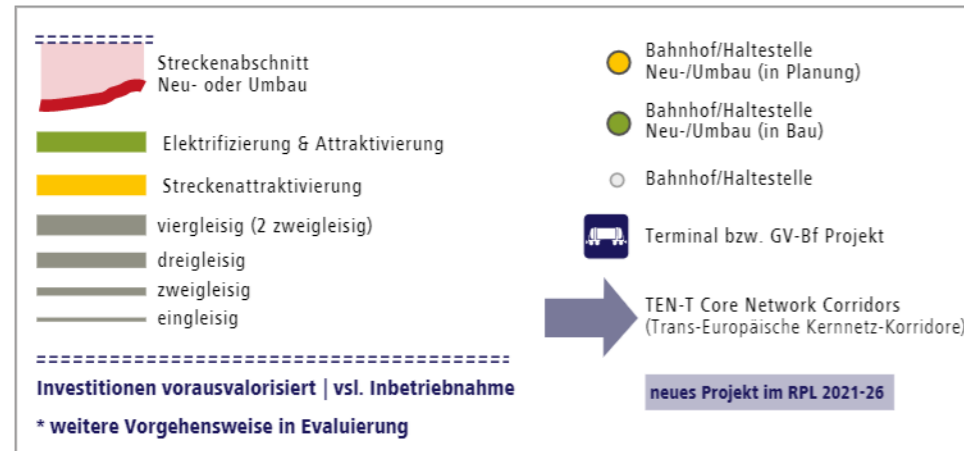 Streckenabschnitt
Neu- oder Umbau
Elektrifizierung & Attraktivierung
Streckenattraktivierung
viergleisig (2 zweigleisig)
dreigleisig
zweigleisig
eingleisig
Investitionen vorausvalorisiert | vsl. Inbetriebnahme
* weitere Vorgehensweise in Evaluierung
Bahnhof/Haltestelle
Neu-/Umbau (in Planung)
Bahnhof/Haltestelle
Neu-/Umbau (in Bau)
Bahnhof/Haltestelle
Terminal bzw. GV-Bf Projekt
TEN-T Core Network Corridors
(Trans-Europäische Kernnetz-Korridore)
neues Projekt im RPL 2021-26